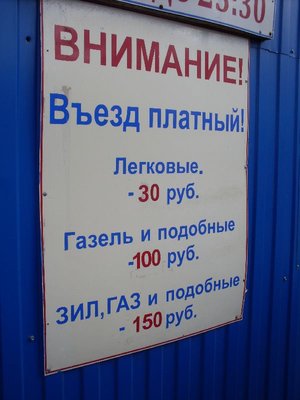 23:30
ВНИМАНИЕ!
Въезд платный!
Легковые.
- 30 руб.
Газель и подобные
-100 руб.
ЗИЛ,ГАЗ и подобные
- 150 руб.